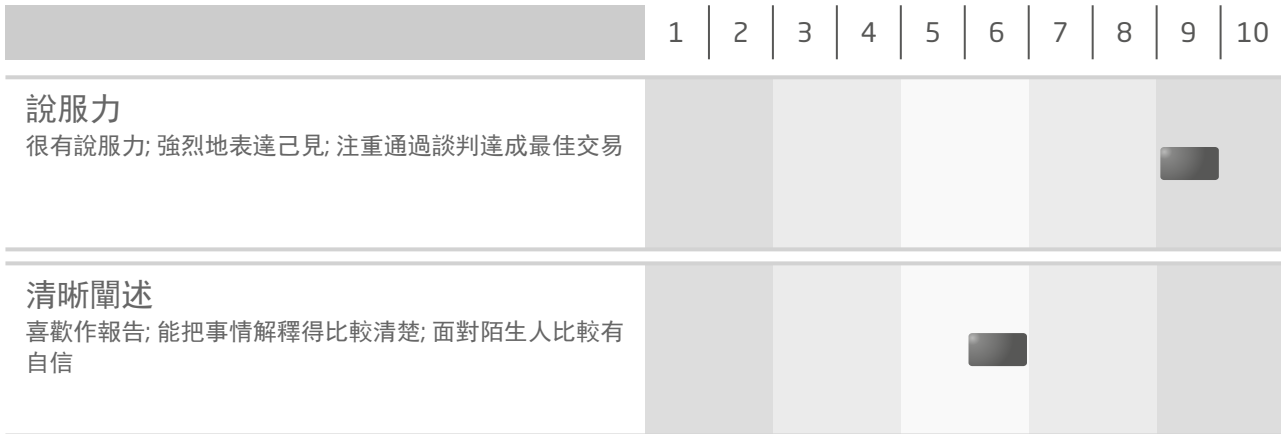 1 2 3 4 5 6 7 8 9 10
說服力
很有說服力; 強烈地表達己見; 注重通過談判達成最佳交易
清晰闡述
喜歡作報告; 能把事情解釋得比較清楚; 面對陌生人比較有
自信